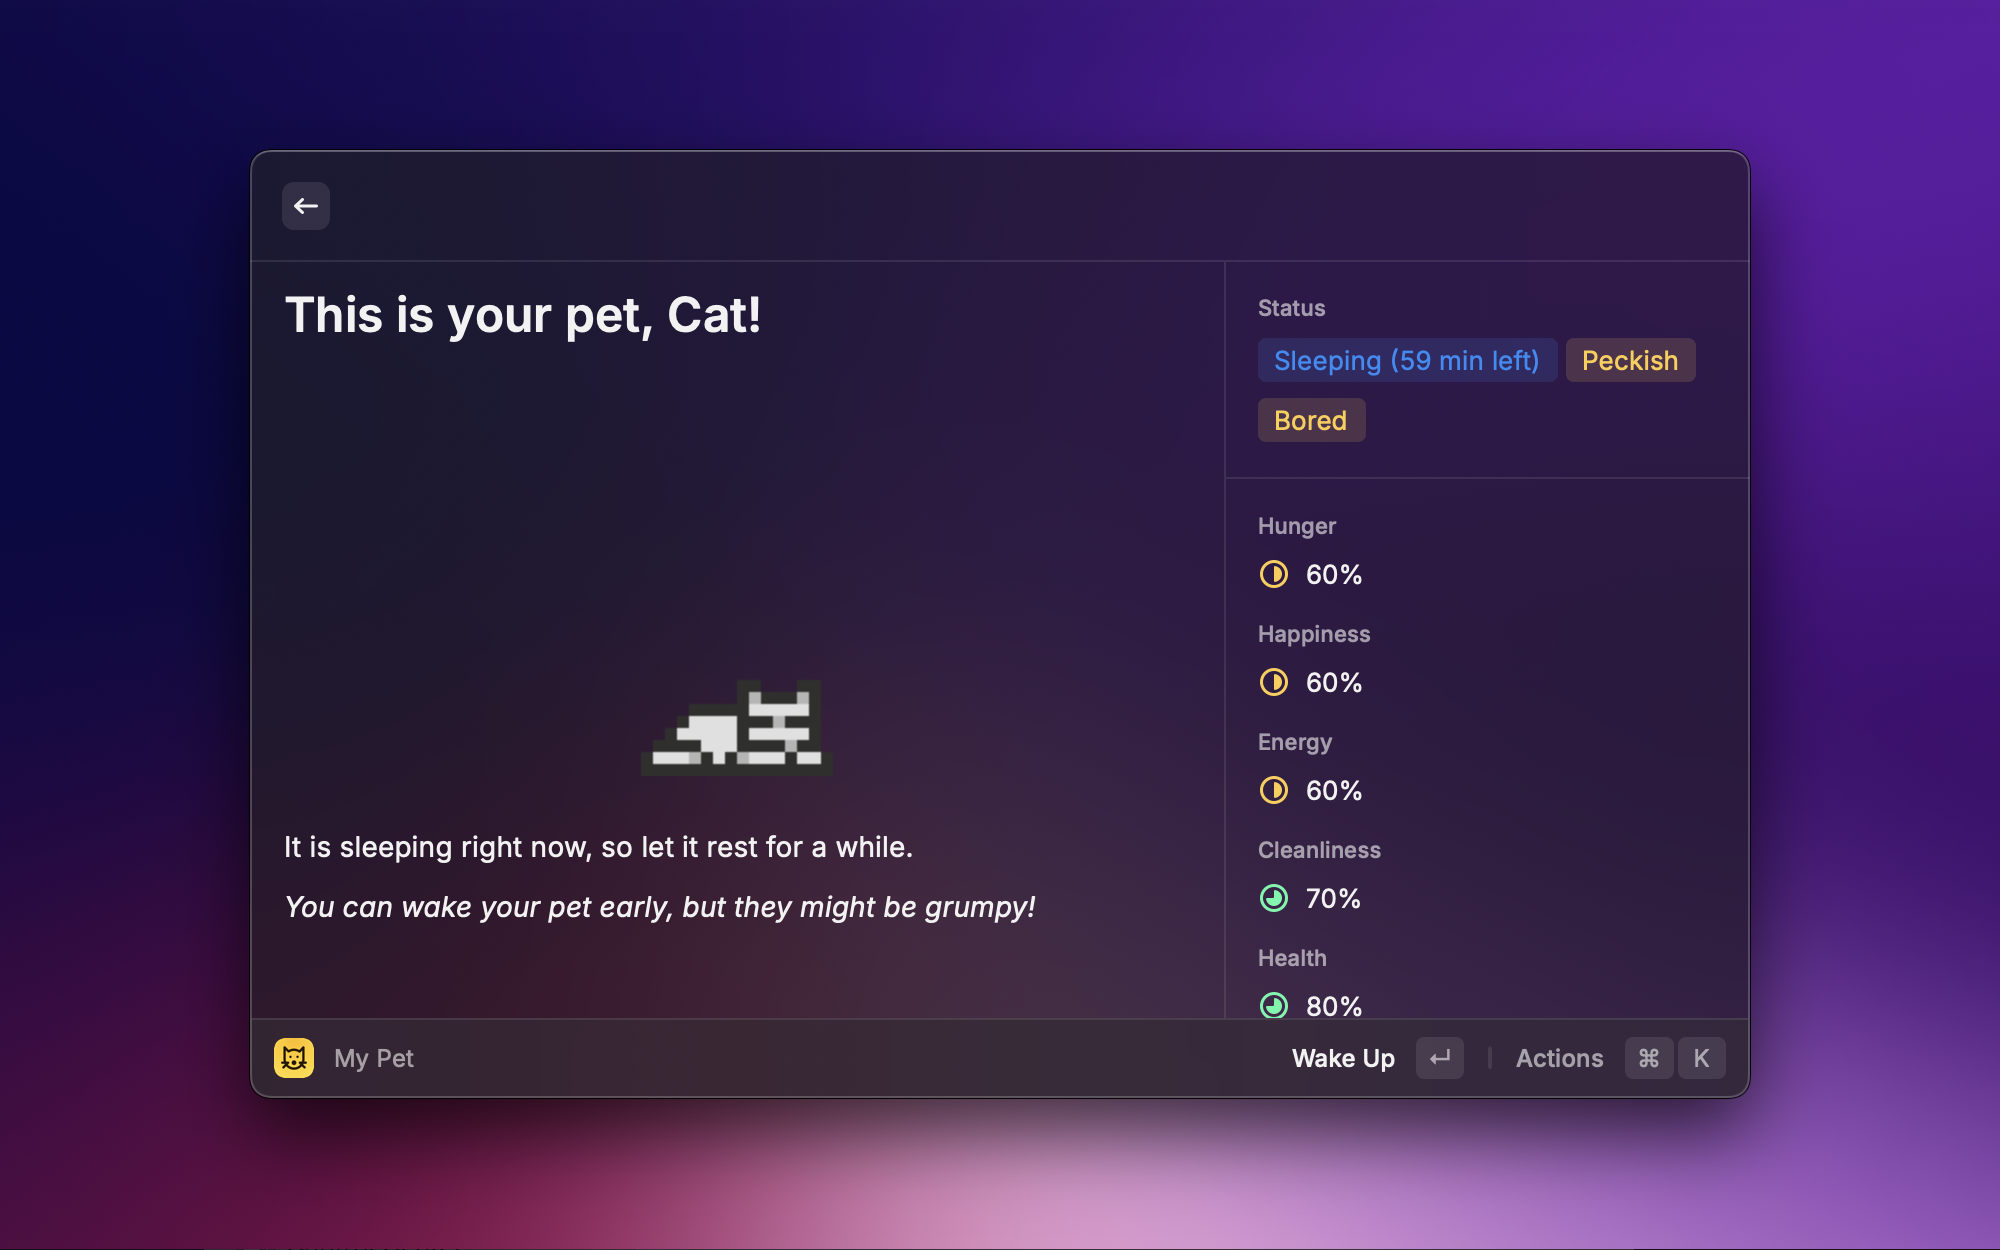 This is your pet, Cat!
It is sleeping right now, so let it rest for a while.
You can wake your pet early, but they might be grumpy!
Status
Sleeping (59 min left) Peckish
Bored
Hunger
60%
Happiness
60%
Energy
60%
Cleanliness
70%
Health
80%
My Pet
Wake Up ↵ Actions ⌘ K